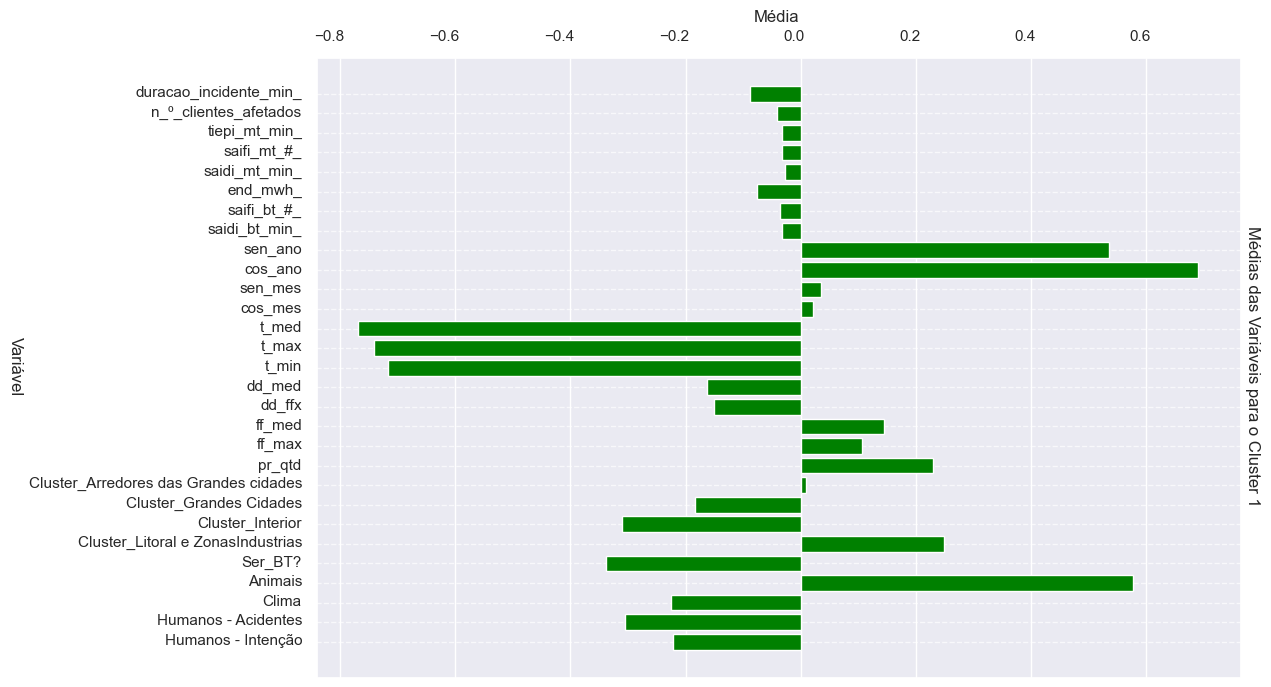 Média
−0.8 −0.6 −0.4 −0.2 0.0 0.2 0.4 0.6
duracao_incidente_min_
n_º_clientes_afetados
tiepi_mt_min_
saifi_mt_#_
saidi_mt_min_
end_mwh_
saifi_bt_#_
saidi_bt_min_
sen_ano
cos_ano
sen_mes
cos_mes
t_med
t_max
t_min
dd_med
dd_ffx
ff_med
ff_max
pr_qtd
Cluster_Arredores das Grandes cidades
Cluster_Grandes Cidades
Cluster_Interior
Cluster_Litoral e ZonasIndustrias
Ser_BT?
Animais
Clima
Humanos - Acidentes
Humanos - Intenção
Variável
Médias das Variáveis para o Cluster 1